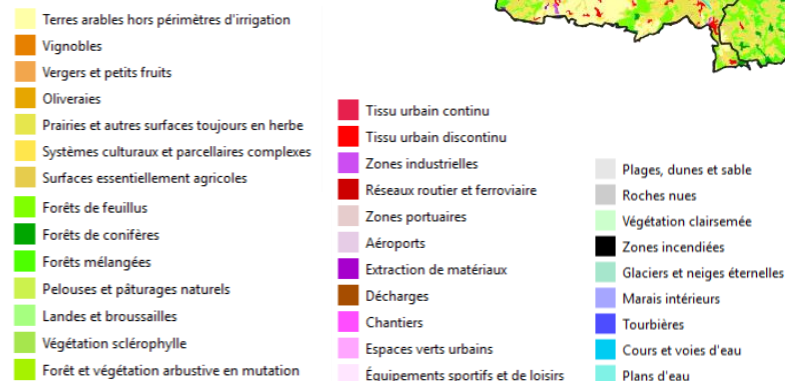 Terres arables hors périmètres d'irrigation
Vignobles
Vergers et petits fruits
Oliveraies
Prairies et autres surfaces toujours en herbe
Systèmes culturaux et parcellaires complexes
Surfaces essentiellement agricoles
Forêts de feuillus
Forêts de conifères
Forêts mélangées
Pelouses et pâturages naturels
Landes et broussailles
Végétation sclérophylle
Forêt et végétation arbustive en mutation
Tissu urbain continu
Tissu urbain discontinu
Zones industrielles
Réseaux routier et ferroviaire
Zones portuaires
Aéroports
Extraction de matériaux
Décharges
Chantiers
Espaces verts urbains
Équipements sportifs et de loisirs
Plages, dunes et sable
Roches nues
Végétation clairsemée
Zones incendiées
Glaciers et neiges éternelles
Marais intérieurs
Tourbières
Cours et voies d'eau
Plans d'eau